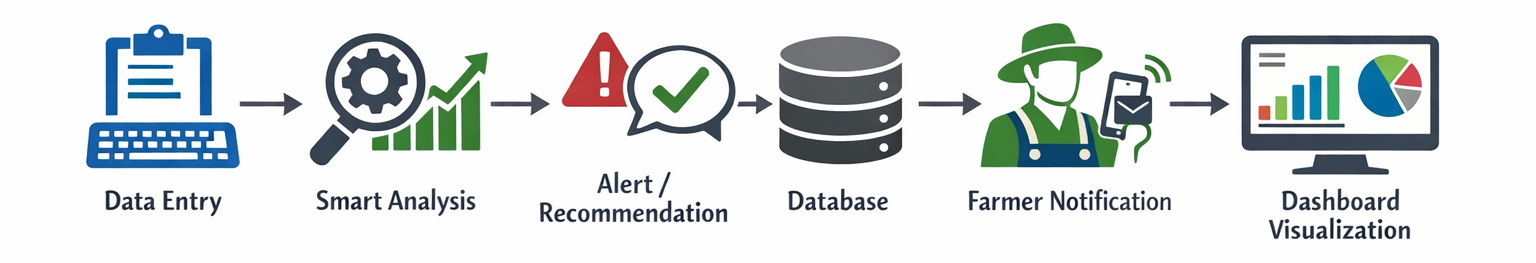 Data Entry
Smart Analysis
Alert /
Recommendation
Database
Farmer Notification
Dashboard
Visualization